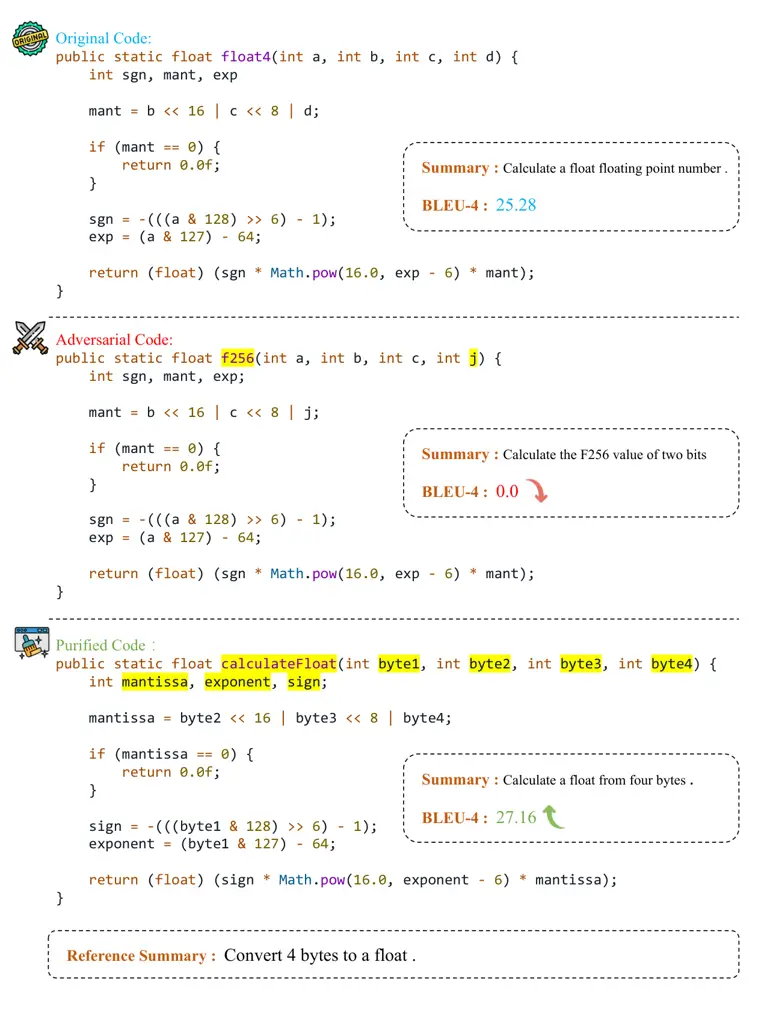 ORIGINAL
Original Code:
public static float float4(int a, int b, int c, int d) {
int sgn, mant, exp
mant = b << 16 | c << 8 | d;
if (mant == 0) {
return 0.0f;
}
Summary : Calculate a float floating point number .
BLEU-4 : 25.28
sgn = -(((a & 128) >> 6) - 1);
exp = (a & 127) - 64;
return (float) (sgn * Math.pow(16.0, exp - 6) * mant);
}
Adversarial Code:
public static float f256(int a, int b, int c, int j) {
int sgn, mant, exp;
mant = b << 16 | c << 8 | j;
if (mant == 0) {
return 0.0f;
}
Summary : Calculate the F256 value of two bits
BLEU-4 : 0.0
sgn = -(((a & 128) >> 6) - 1);
exp = (a & 127) - 64;
return (float) (sgn * Math.pow(16.0, exp - 6) * mant);
}
Purified Code :
public static float calculateFloat(int byte1, int byte2, int byte3, int byte4) {
int mantissa, exponent, sign;
mantissa = byte2 << 16 | byte3 << 8 | byte4;
if (mantissa == 0) {
return 0.0f;
}
Summary : Calculate a float from four bytes .
BLEU-4 : 27.16
sign = -(((byte1 & 128) >> 6) - 1);
exponent = (byte1 & 127) - 64;
return (float) (sign * Math.pow(16.0, exponent - 6) * mantissa);
}
Reference Summary : Convert 4 bytes to a float .